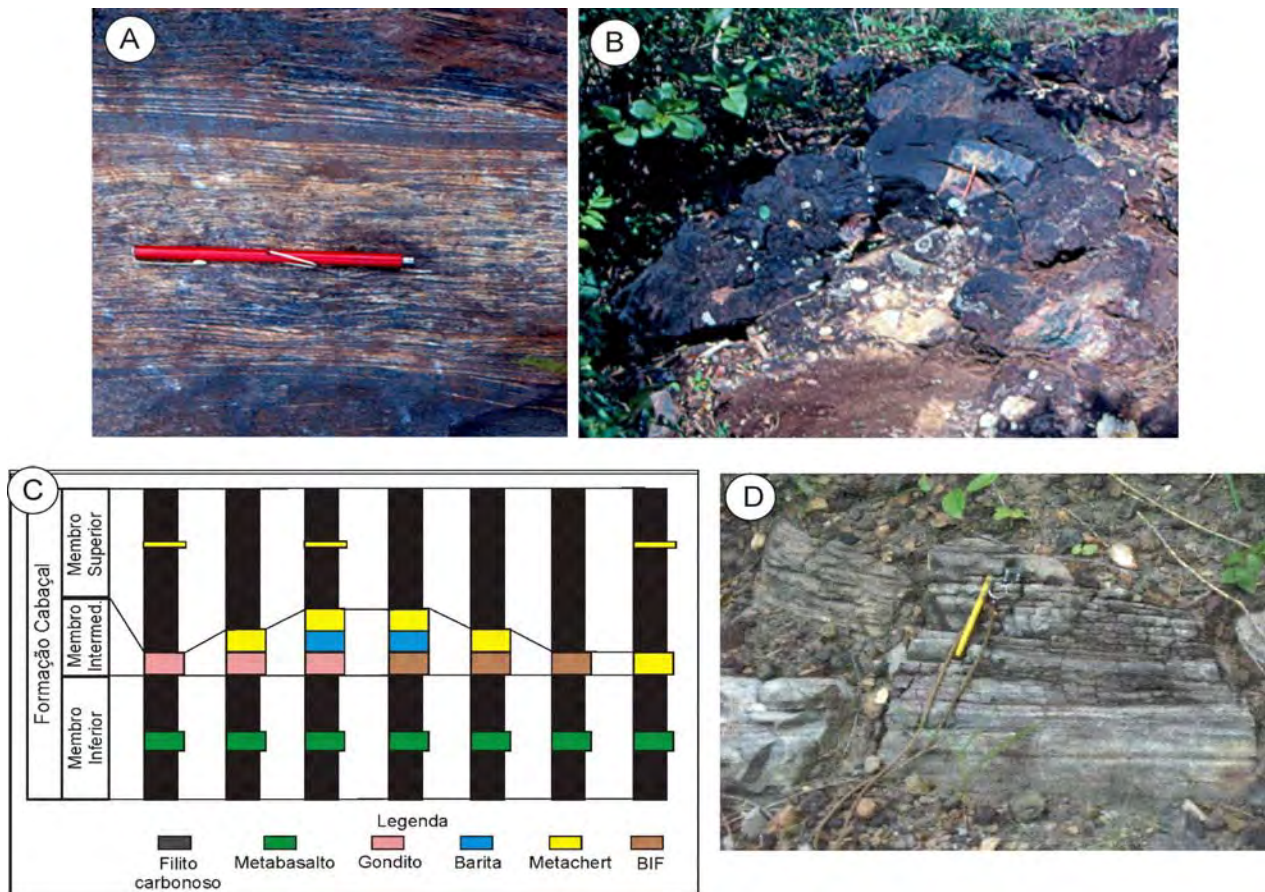 A
B
C
Formação Cabaçal
Membro
Superior
Membro
Intermed.
Membro
Inferior
Legenda
Filito
carbonoso
Metabasalto
Gondito
Barita
Metachert
BIF
D